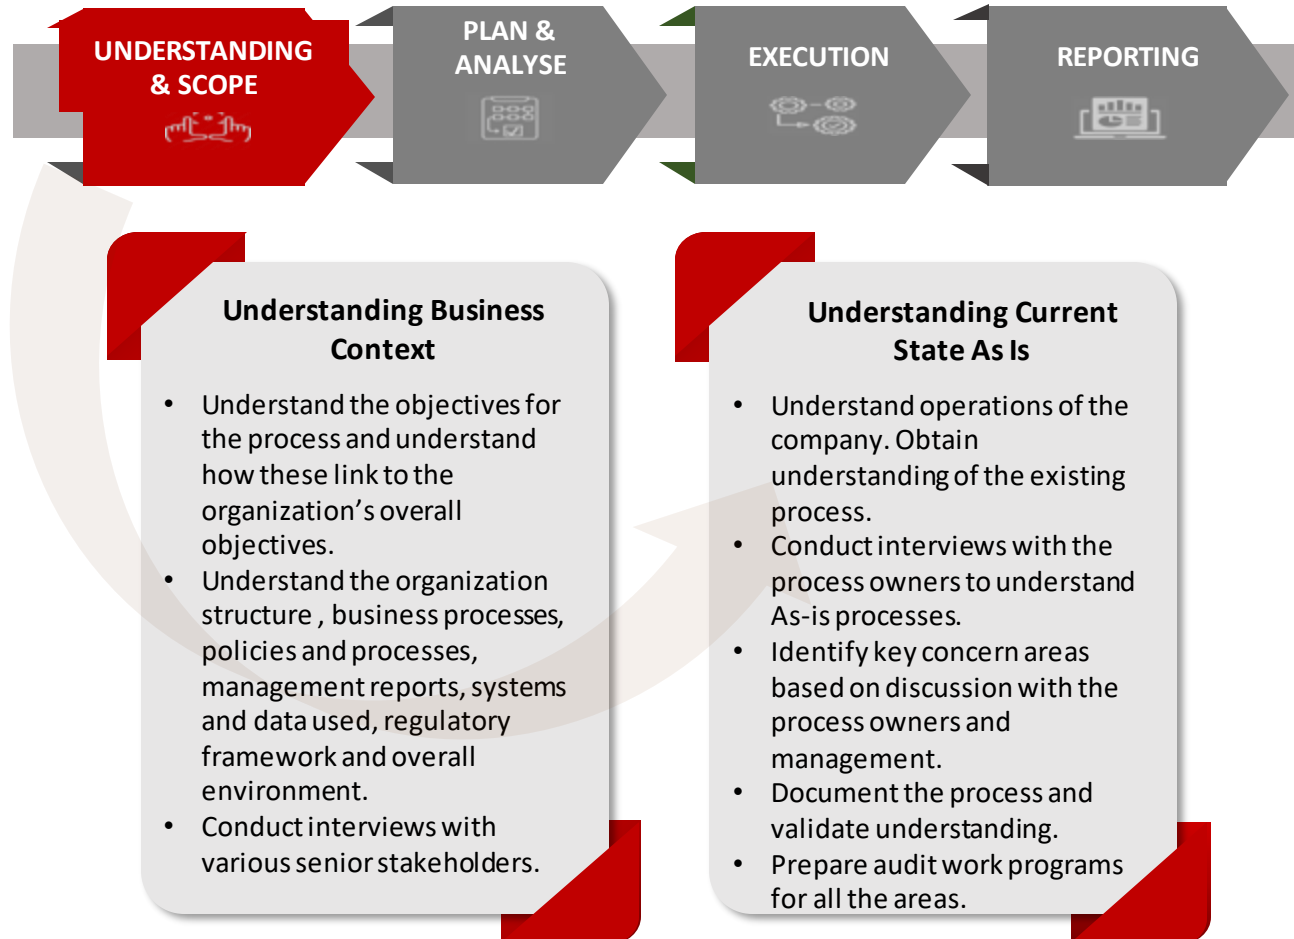 UNDERSTANDING
& SCOPE
PLAN &
ANALYSE
EXECUTION
REPORTING
Understanding Business
Context
• Understand the objectives for
the process and understand
how these link to the
organization’s overall
objectives.
• Understand the organization
structure , business processes,
policies and processes,
management reports, systems
and data used, regulatory
framework and overall
environment.
• Conduct interviews with
various senior stakeholders.
Understanding Current
State As Is
• Understand operations of the
company. Obtain
understanding of the existing
process.
• Conduct interviews with the
process owners to understand
As-is processes.
• Identify key concern areas
based on discussion with the
process owners and
management.
• Document the process and
validate understanding.
• Prepare audit work programs
for all the areas.